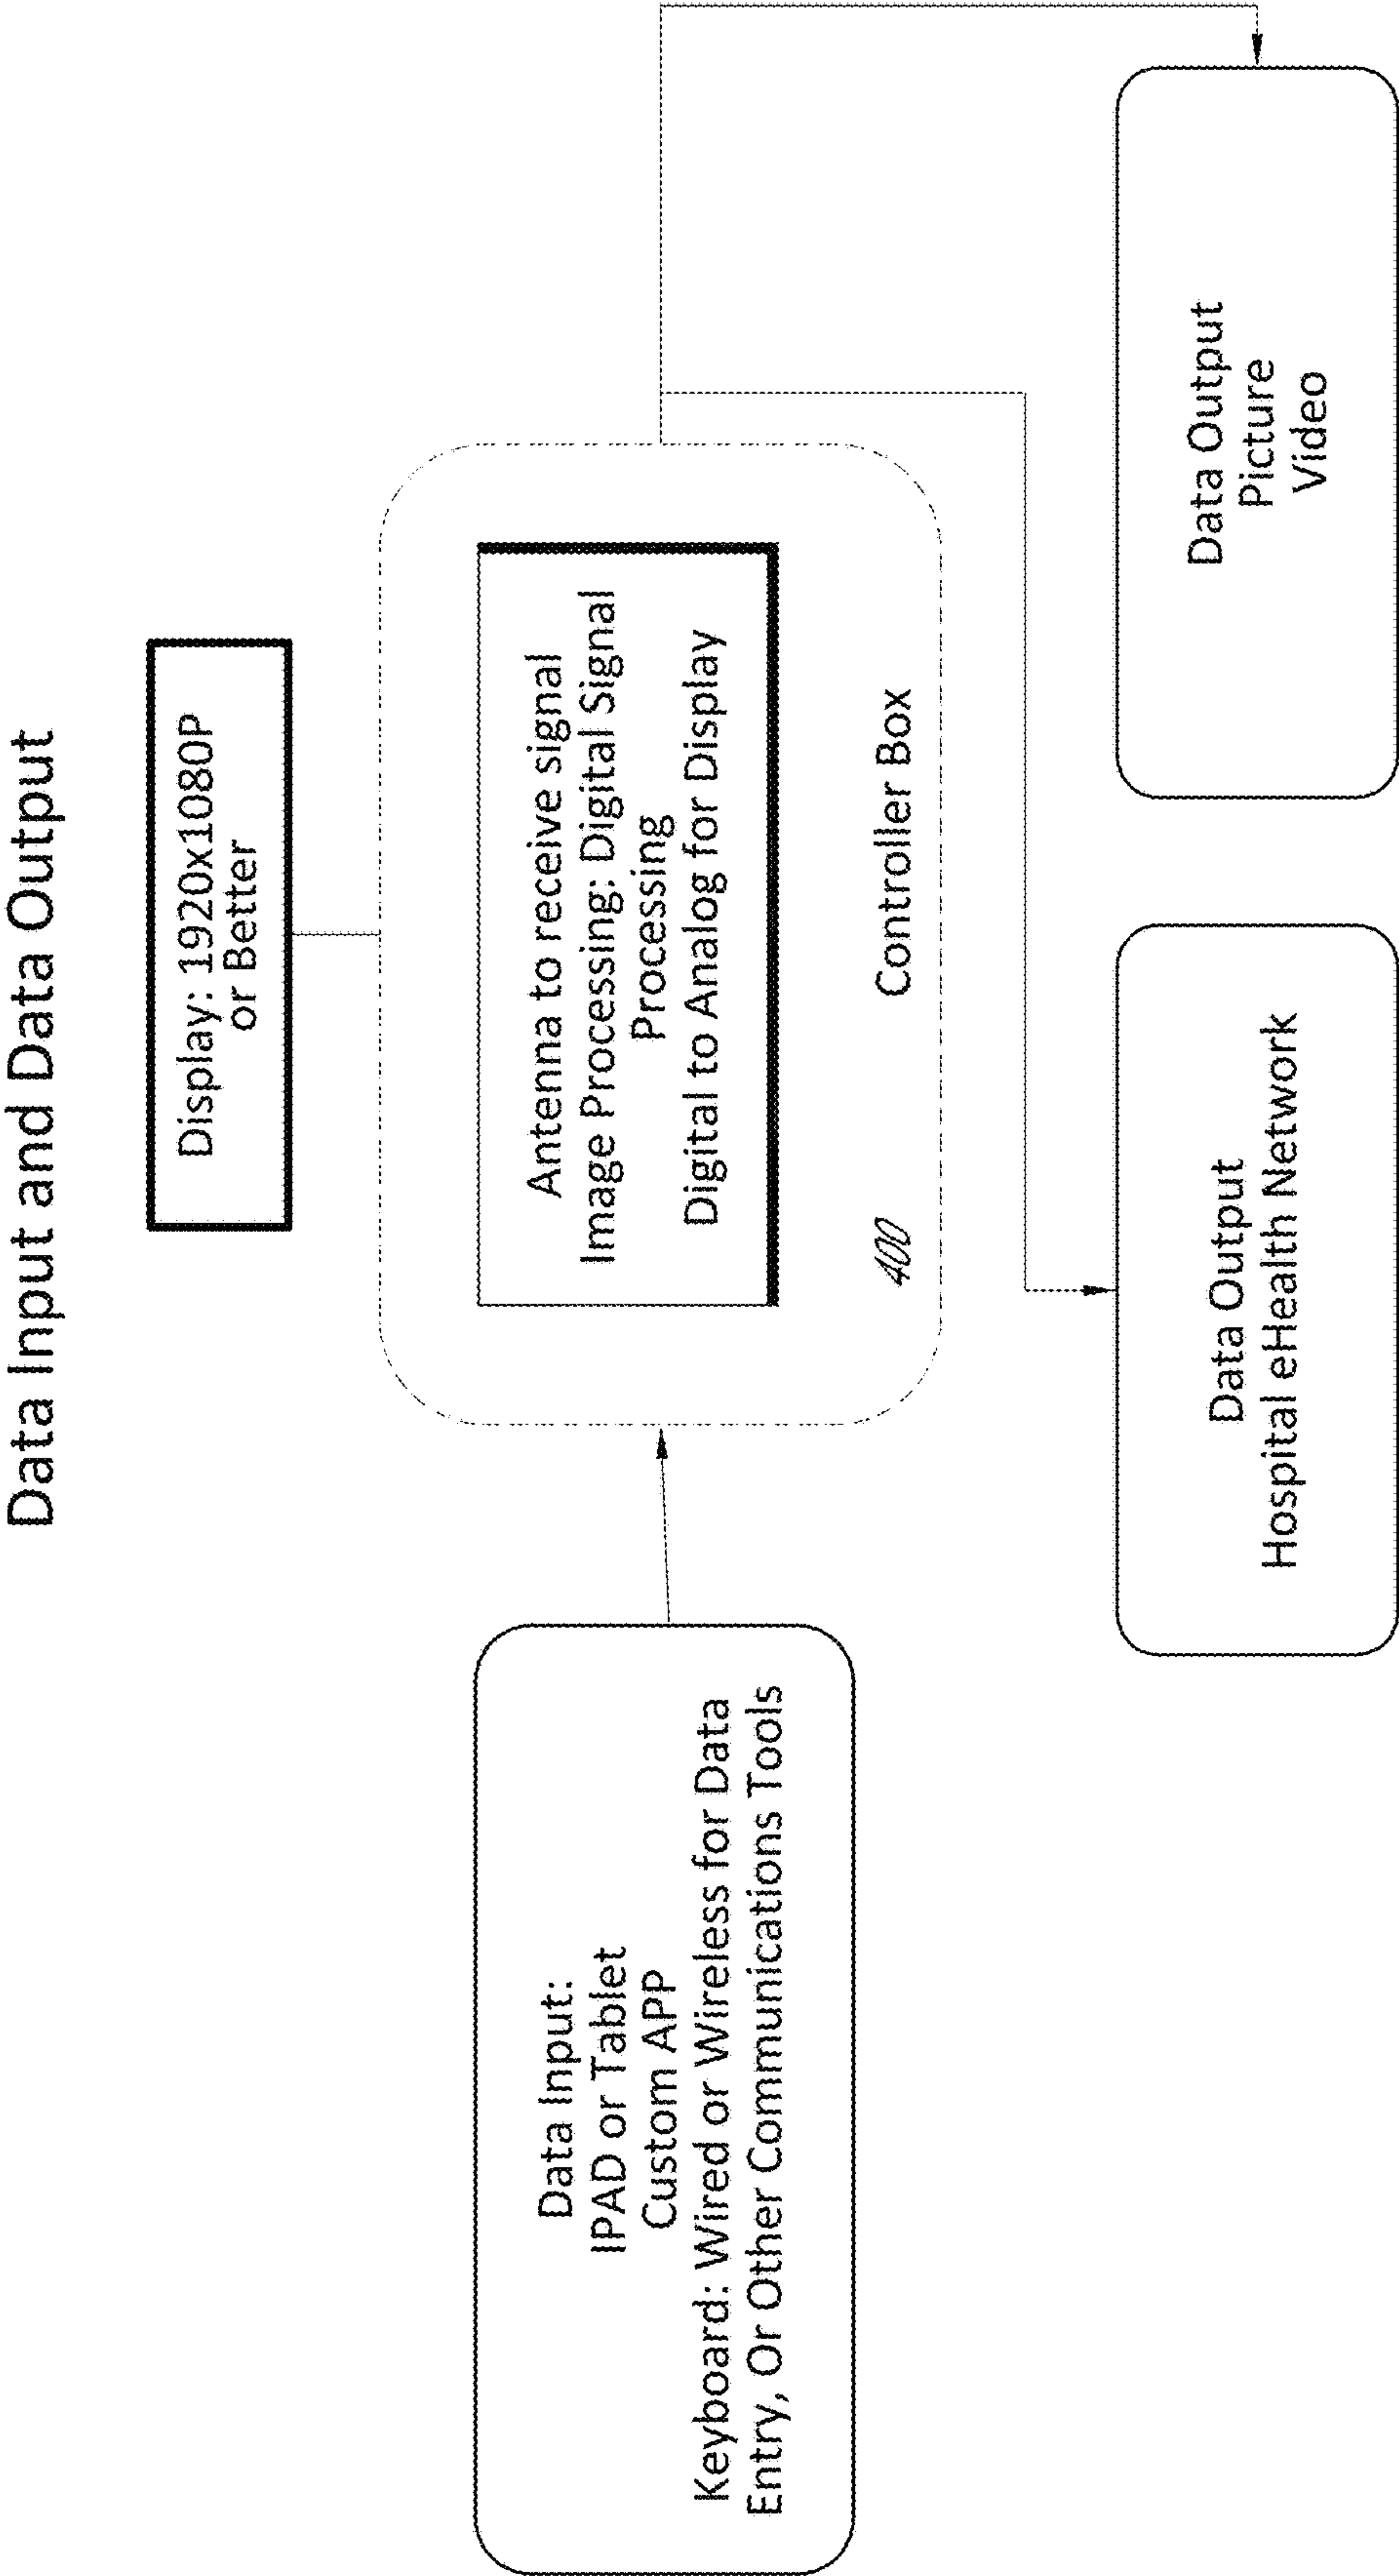 Data Input and Data Output
Display: 1920x1080P
or Better
Antenna to receive signal
Image Processing: Digital Signal
Processing
Digital to Analog for Display
400
Controller Box
Data Input:
IPAD or Tablet
Custom APP
Keyboard: Wired or Wireless for Data
Entry, Or Other Communications Tools
Data Output
Hospital eHealth Network
Data Output
Picture
Video